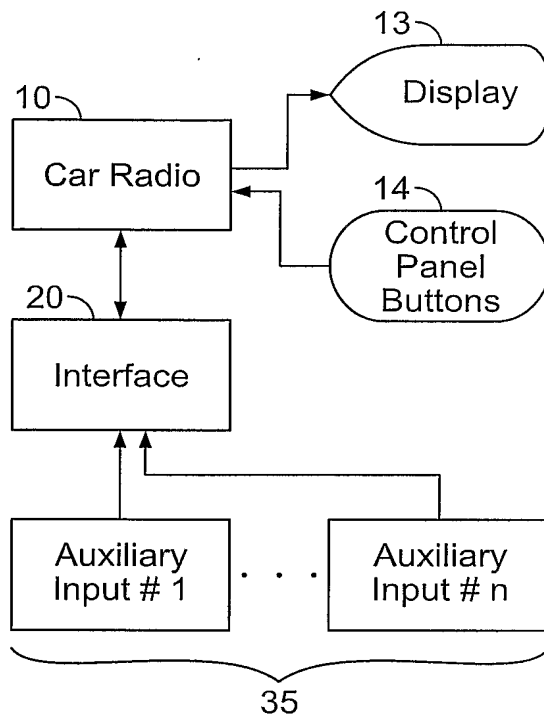 13
Display
10
Car Radio
14
Control
Panel
Buttons
20
Interface
Auxiliary
Input # 1
. . .
Auxiliary
Input # n
35